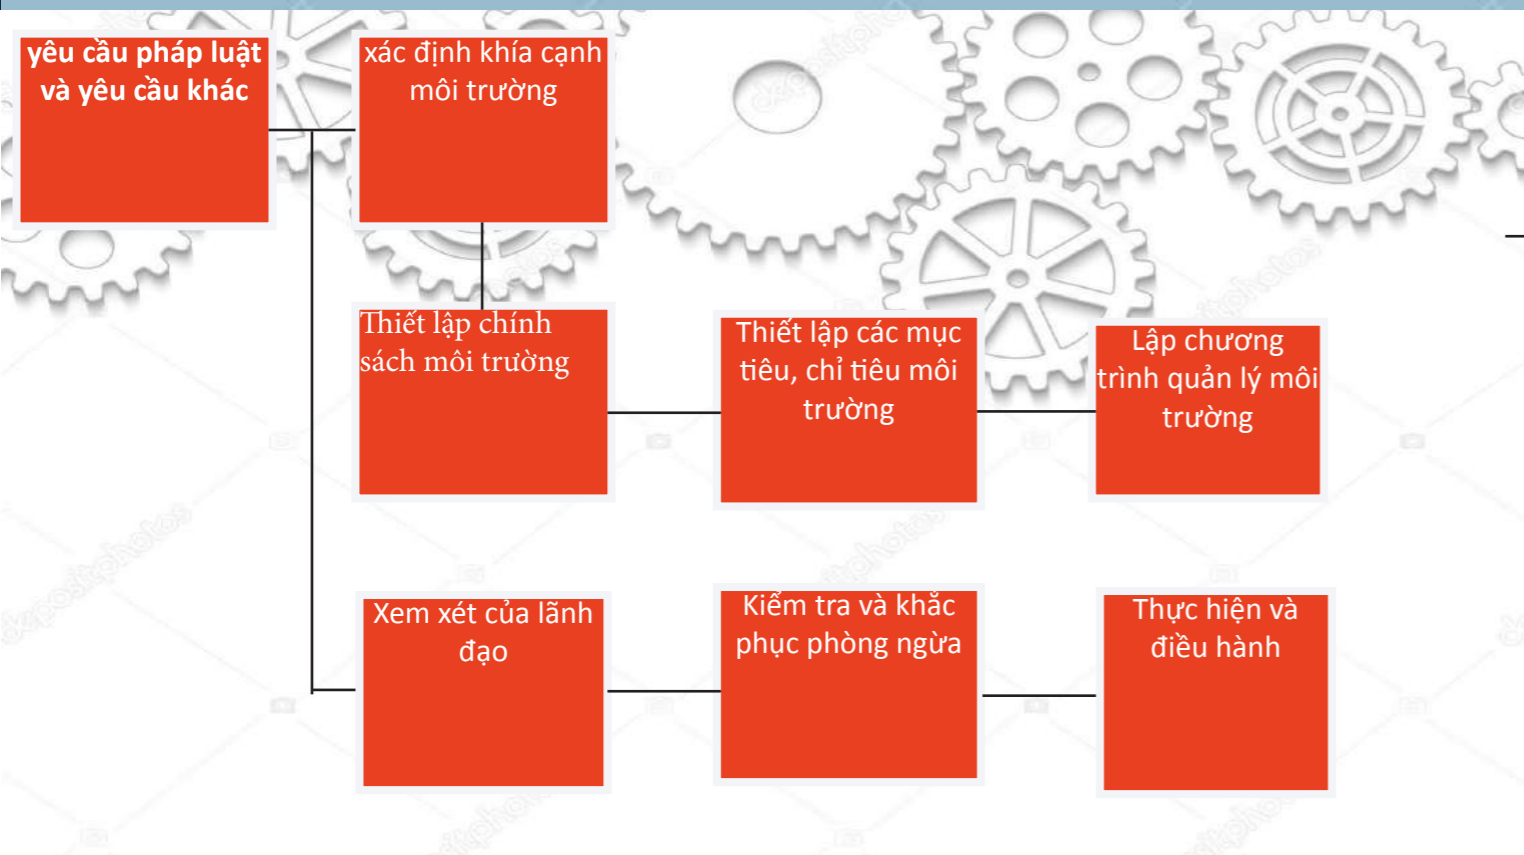 yêu cầu pháp luật
và yêu cầu khác
xác định khía cạnh
môi trường
Thiết lập chính
sách môi trường
Thiết lập các mục
tiêu, chỉ tiêu môi
trường
Lập chương
trình quản lý môi
trường
Xem xét của lãnh
đạo
Kiểm tra và khắc
phục phòng ngừa
Thực hiện và
điều hành
depositphotos